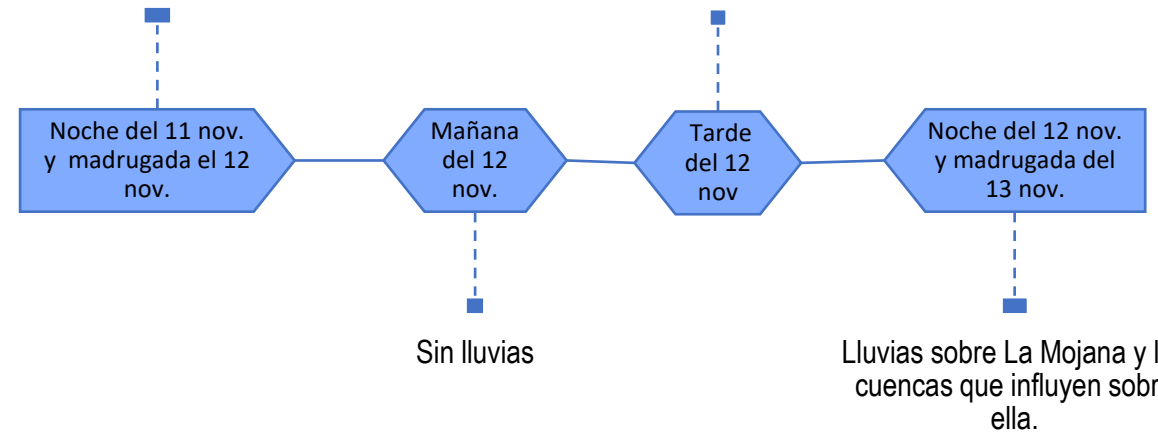 Noche del 11 nov.
y madrugada el 12
nov.
Mañana
del 12
nov.
Tarde
del 12
nov
Noche del 12 nov.
y madrugada del
13 nov.
Sin lluvias
Lluvias sobre La Mojana y l
cuencas que influyen sobr
ella.